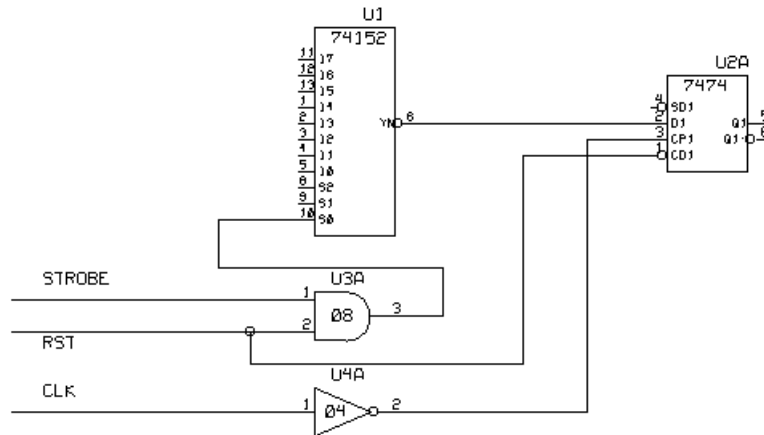 U1
74152
11 I7
12 I6
13 I5
1 I4
2 I3
3 I2
4 I1
5 I0
8 S2
9 S1
10 S0
YN 6
U2A
7474
4 SD1
2 D1
3 CP1
1 CD1
Q1 5
Q1 6
STROBE
RST
CLK
U3A
1
2
08
3
U4A
1
04
2